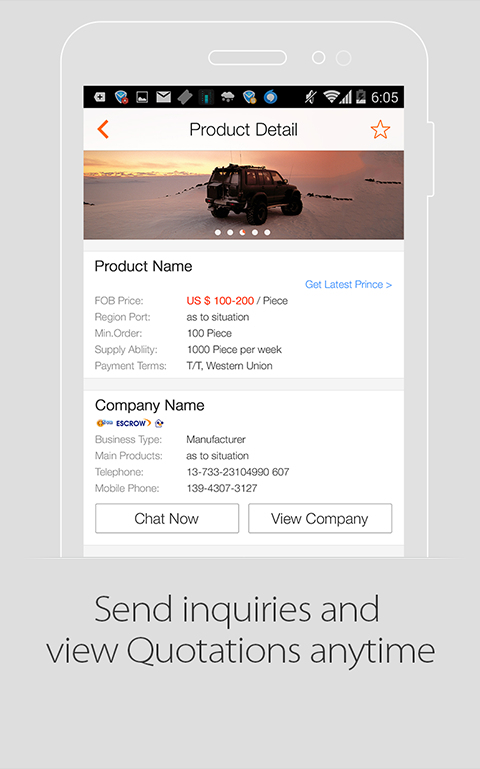 6:05
Product Detail
Product Name
Get Latest Prince >
FOB Price: US $ 100-200 / Piece
Region Port: as to situation
Min.Order: 100 Piece
Supply Abliity: 1000 Piece per week
Payment Terms: T/T, Western Union
Company Name
ESCROW
Business Type: Manufacturer
Main Products: as to situation
Telephone: 13-733-23104990 607
Mobile Phone: 139-4307-3127
Chat Now View Company
Send inquiries and
view Quotations anytime